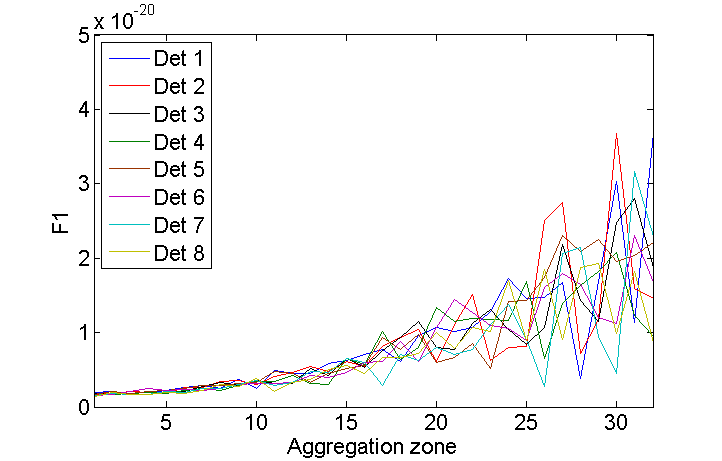 x 10^-20
5
4
3
2
1
0
F1
Det 1
Det 2
Det 3
Det 4
Det 5
Det 6
Det 7
Det 8
5 10 15 20 25 30
Aggregation zone